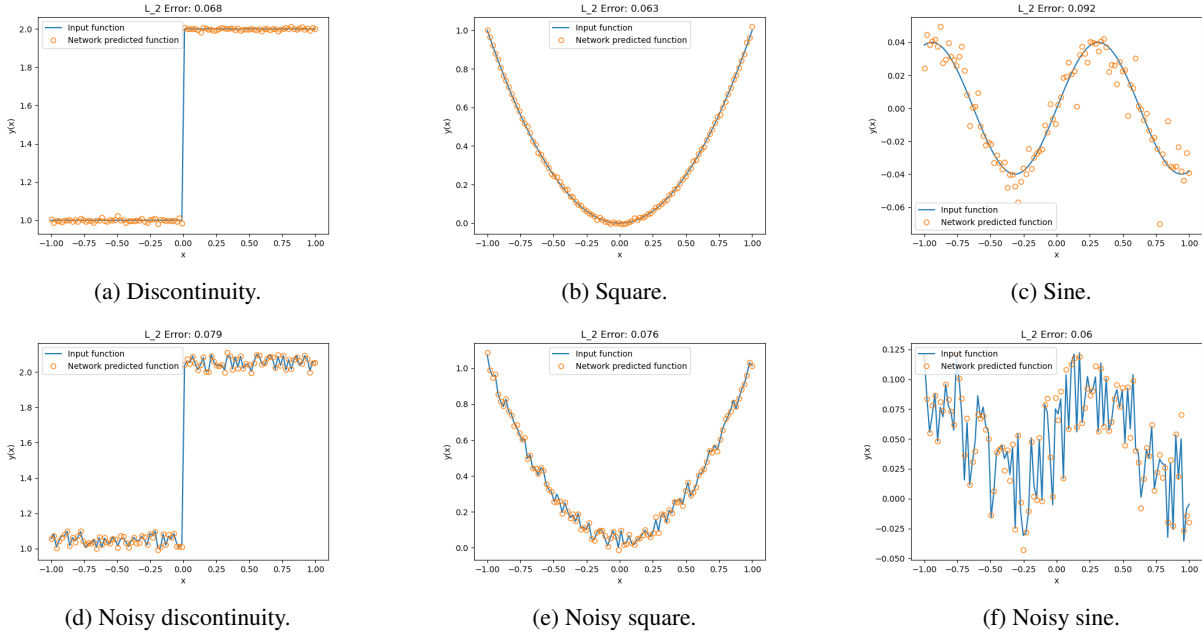 L_2 Error: 0.068
Input function
Network predicted function
2.0
1.8
1.6
1.4
1.2
1.0
y(x)
−1.00 −0.75 −0.50 −0.25 0.00 0.25 0.50 0.75 1.00
x
(a) Discontinuity.
L_2 Error: 0.063
Input function
Network predicted function
1.0
0.8
0.6
0.4
0.2
0.0
y(x)
−1.00 −0.75 −0.50 −0.25 0.00 0.25 0.50 0.75 1.00
x
(b) Square.
L_2 Error: 0.092
0.04
0.02
0.00
−0.02
−0.04
−0.06
y(x)
Input function
Network predicted function
−1.00 −0.75 −0.50 −0.25 0.00 0.25 0.50 0.75 1.00
x
(c) Sine.
L_2 Error: 0.079
Input function
Network predicted function
2.0
1.8
1.6
1.4
1.2
1.0
y(x)
−1.00 −0.75 −0.50 −0.25 0.00 0.25 0.50 0.75 1.00
x
(d) Noisy discontinuity.
L_2 Error: 0.076
Input function
Network predicted function
1.0
0.8
0.6
0.4
0.2
0.0
y(x)
−1.00 −0.75 −0.50 −0.25 0.00 0.25 0.50 0.75 1.00
x
(e) Noisy square.
L_2 Error: 0.06
Input function
Network predicted function
0.125
0.100
0.075
0.050
0.025
0.000
−0.025
−0.050
y(x)
−1.00 −0.75 −0.50 −0.25 0.00 0.25 0.50 0.75 1.00
x
(f) Noisy sine.